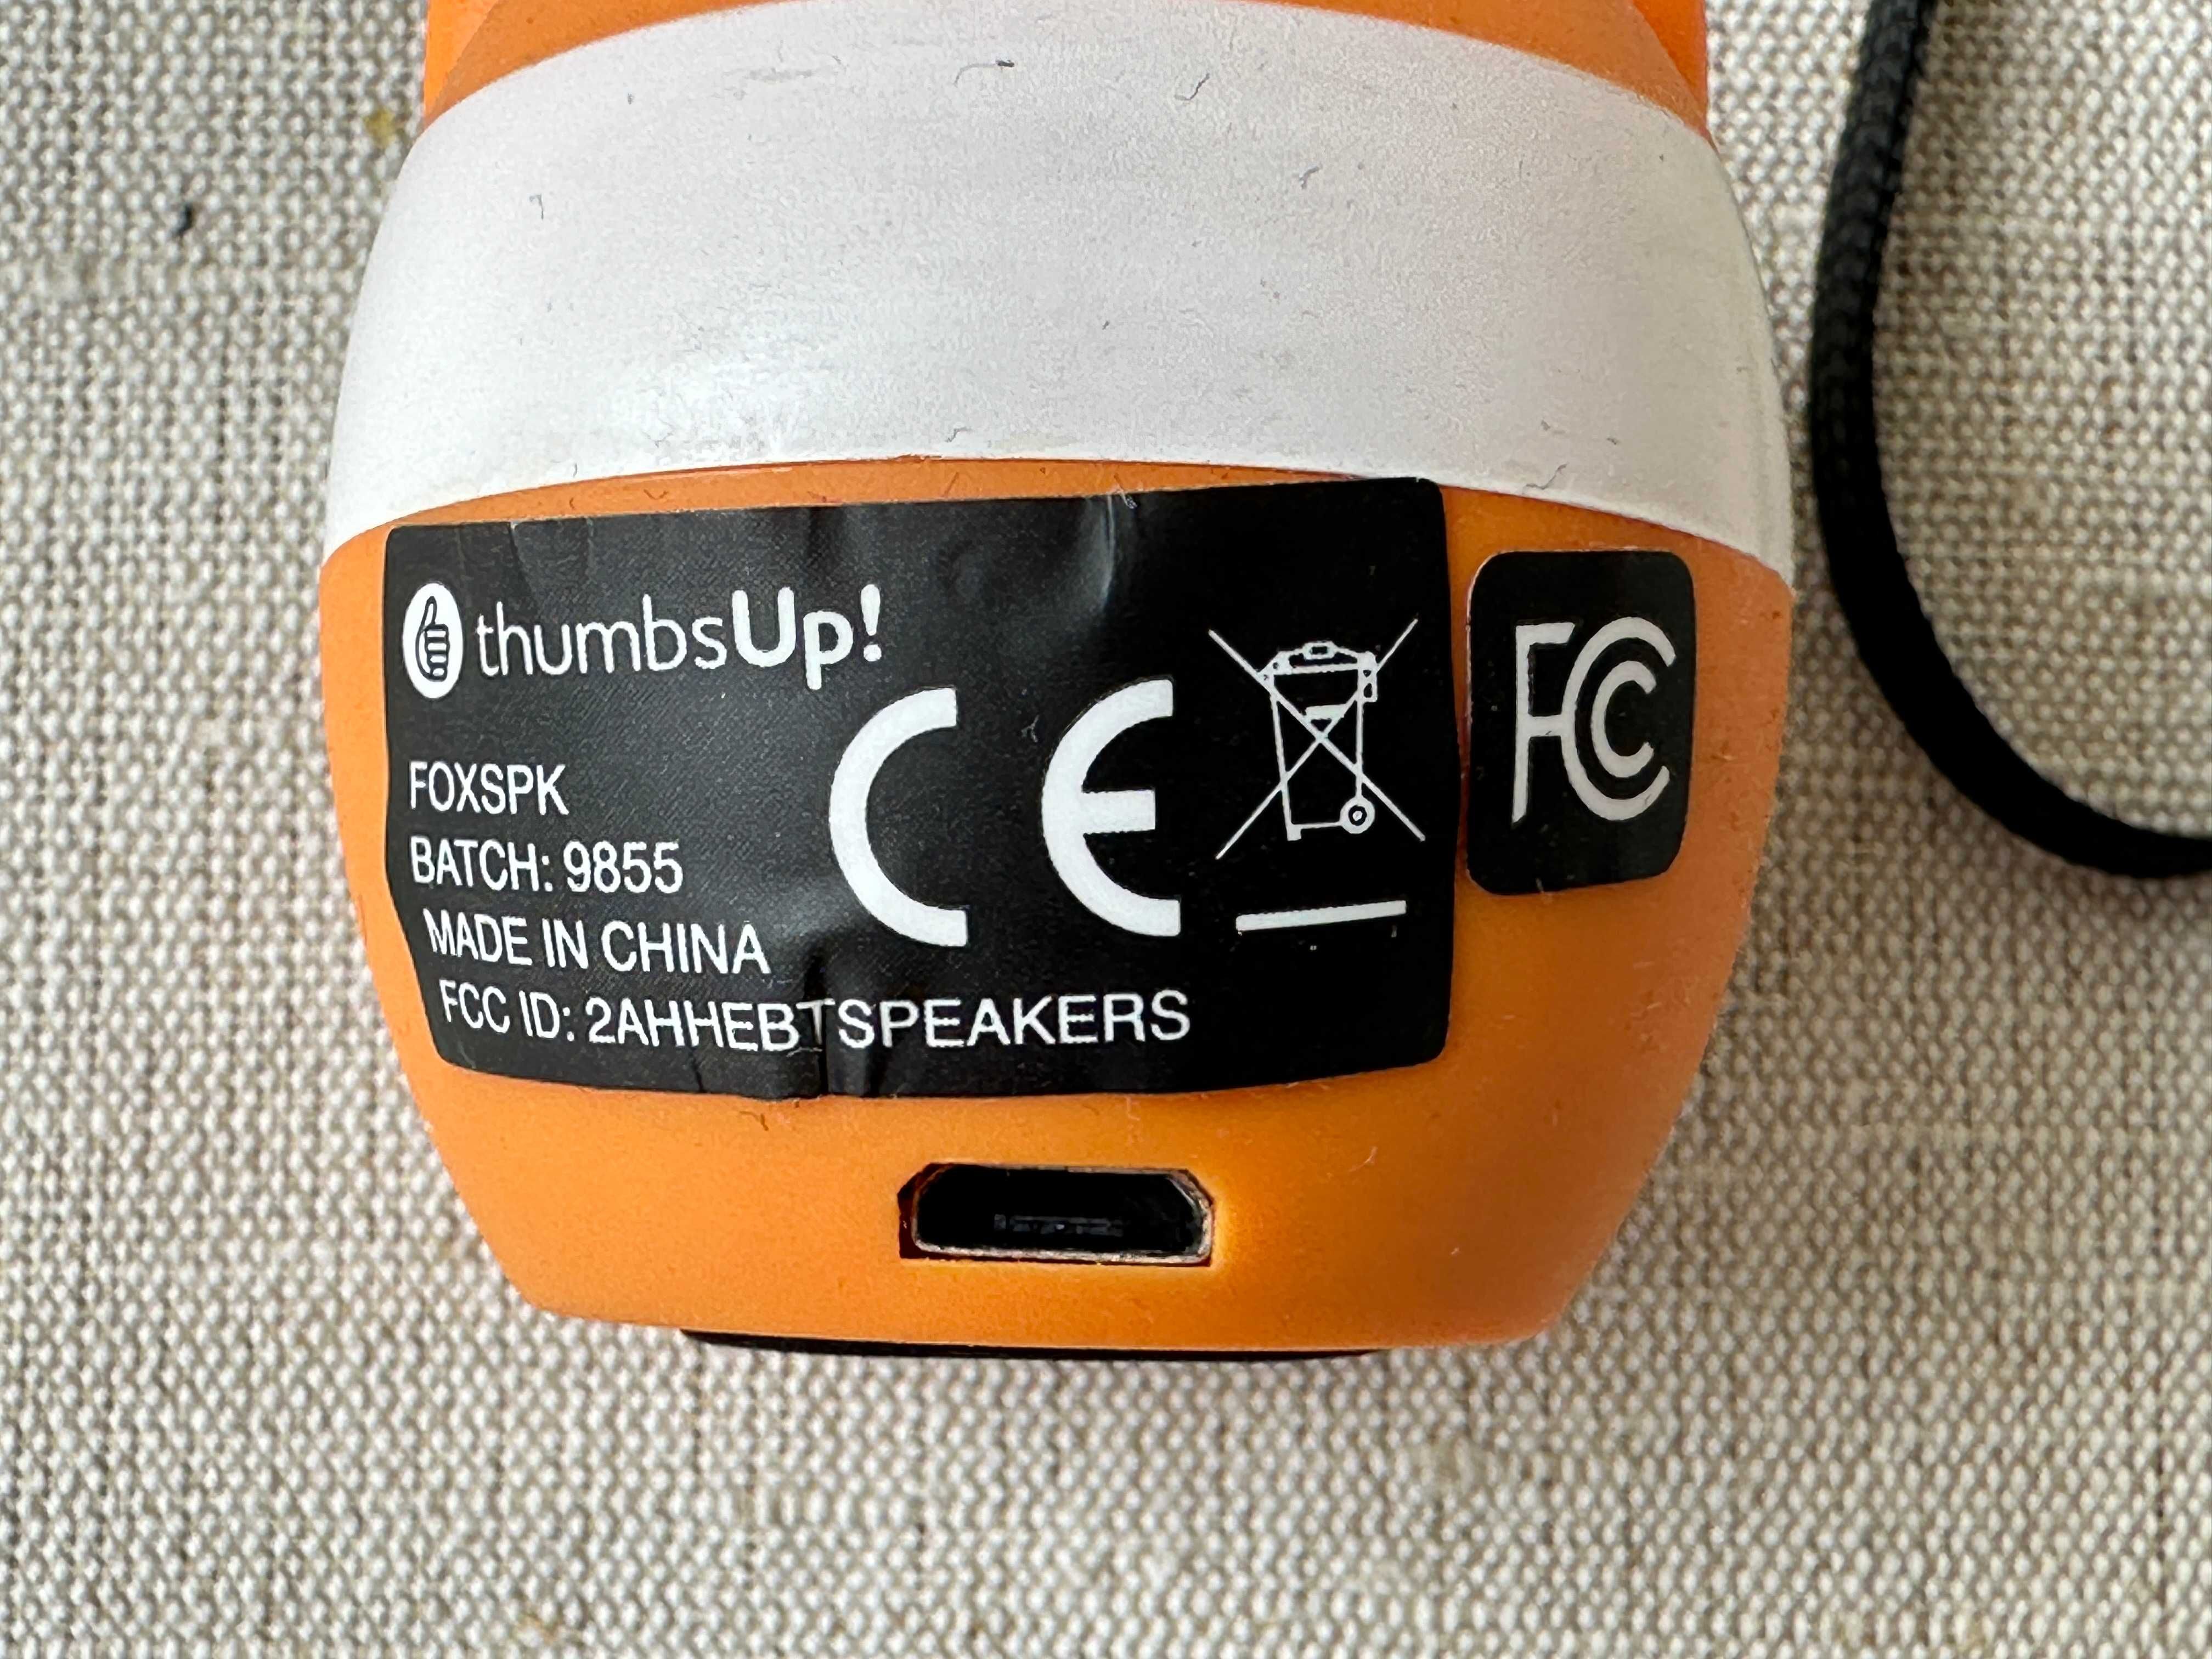 thumbsUp!
FOXSPK
BATCH: 9855
MADE IN CHINA
FCC ID: 2AHHEBTSPEAKERS
CE
FC